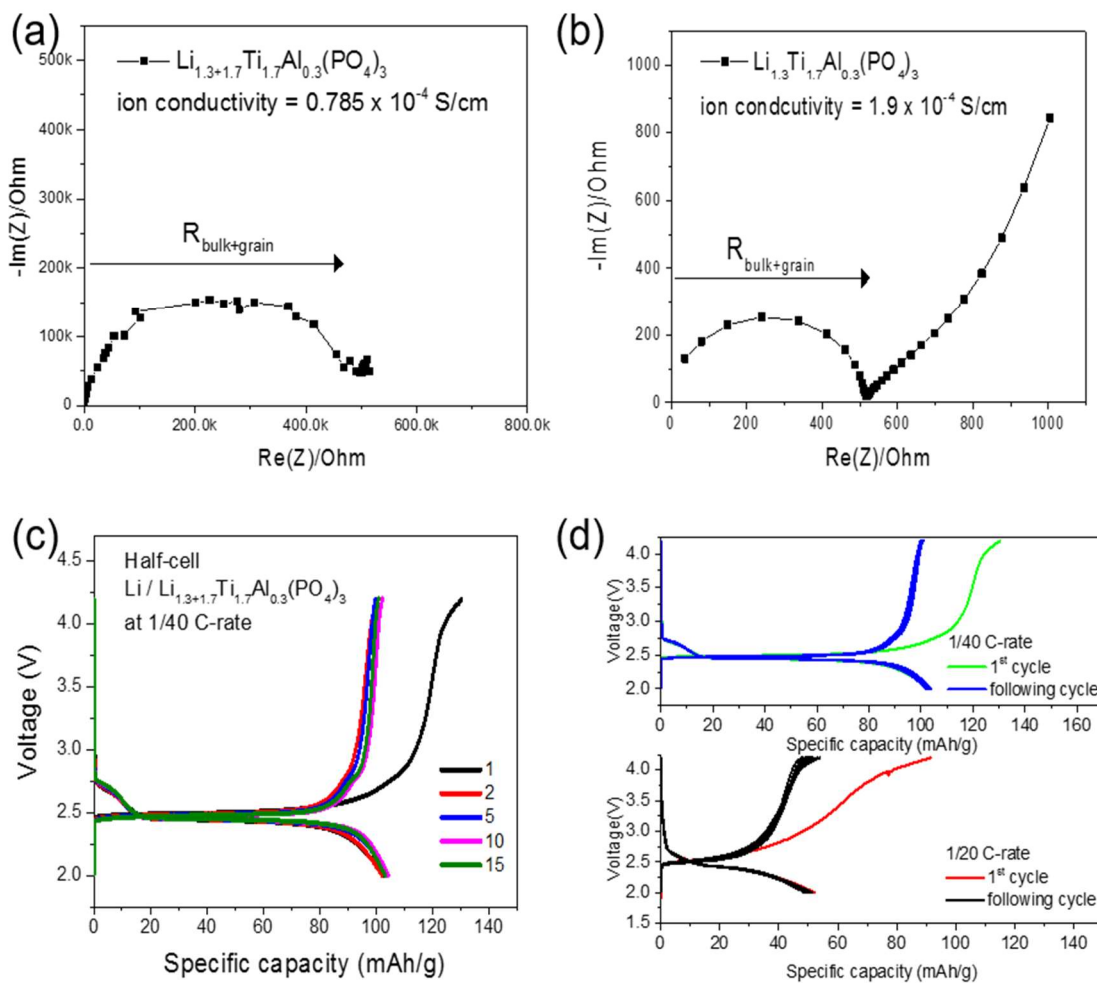 (a)
Li1.3+1.7Ti1.7Al0.3(PO4)3
ion conductivity = 0.785 x 10-4 S/cm
Rbulk+grain
500k
400k
300k
200k
100k
0
-Im(Z)/Ohm
0.0 200.0k 400.0k 600.0k 800.0k
Re(Z)/Ohm
(b)
Li1.3Ti1.7Al0.3(PO4)3
ion condcutivity = 1.9 x 10-4 S/cm
Rbulk+grain
1000
800
600
400
200
0
-Im(Z)/Ohm
0 200 400 600 800 1000
Re(Z)/Ohm
(c)
Half-cell
Li / Li1.3+1.7Ti1.7Al0.3(PO4)3
at 1/40 C-rate
1
2
5
10
15
4.5
4.0
3.5
3.0
2.5
2.0
Voltage (V)
0 20 40 60 80 100 120 140
Specific capacity (mAh/g)
(d)
4.0
3.5
3.0
2.5
2.0
Voltage(V)
1/40 C-rate
1st cycle
following cycle
0 20 40 60 80 100 120 140 160
Specific capacity (mAh/g)
4.0
3.5
3.0
2.5
2.0
1.5
Voltage(V)
1/20 C-rate
1st cycle
following cycle
0 20 40 60 80 100 120 140 160
Specific capacity (mAh/g)